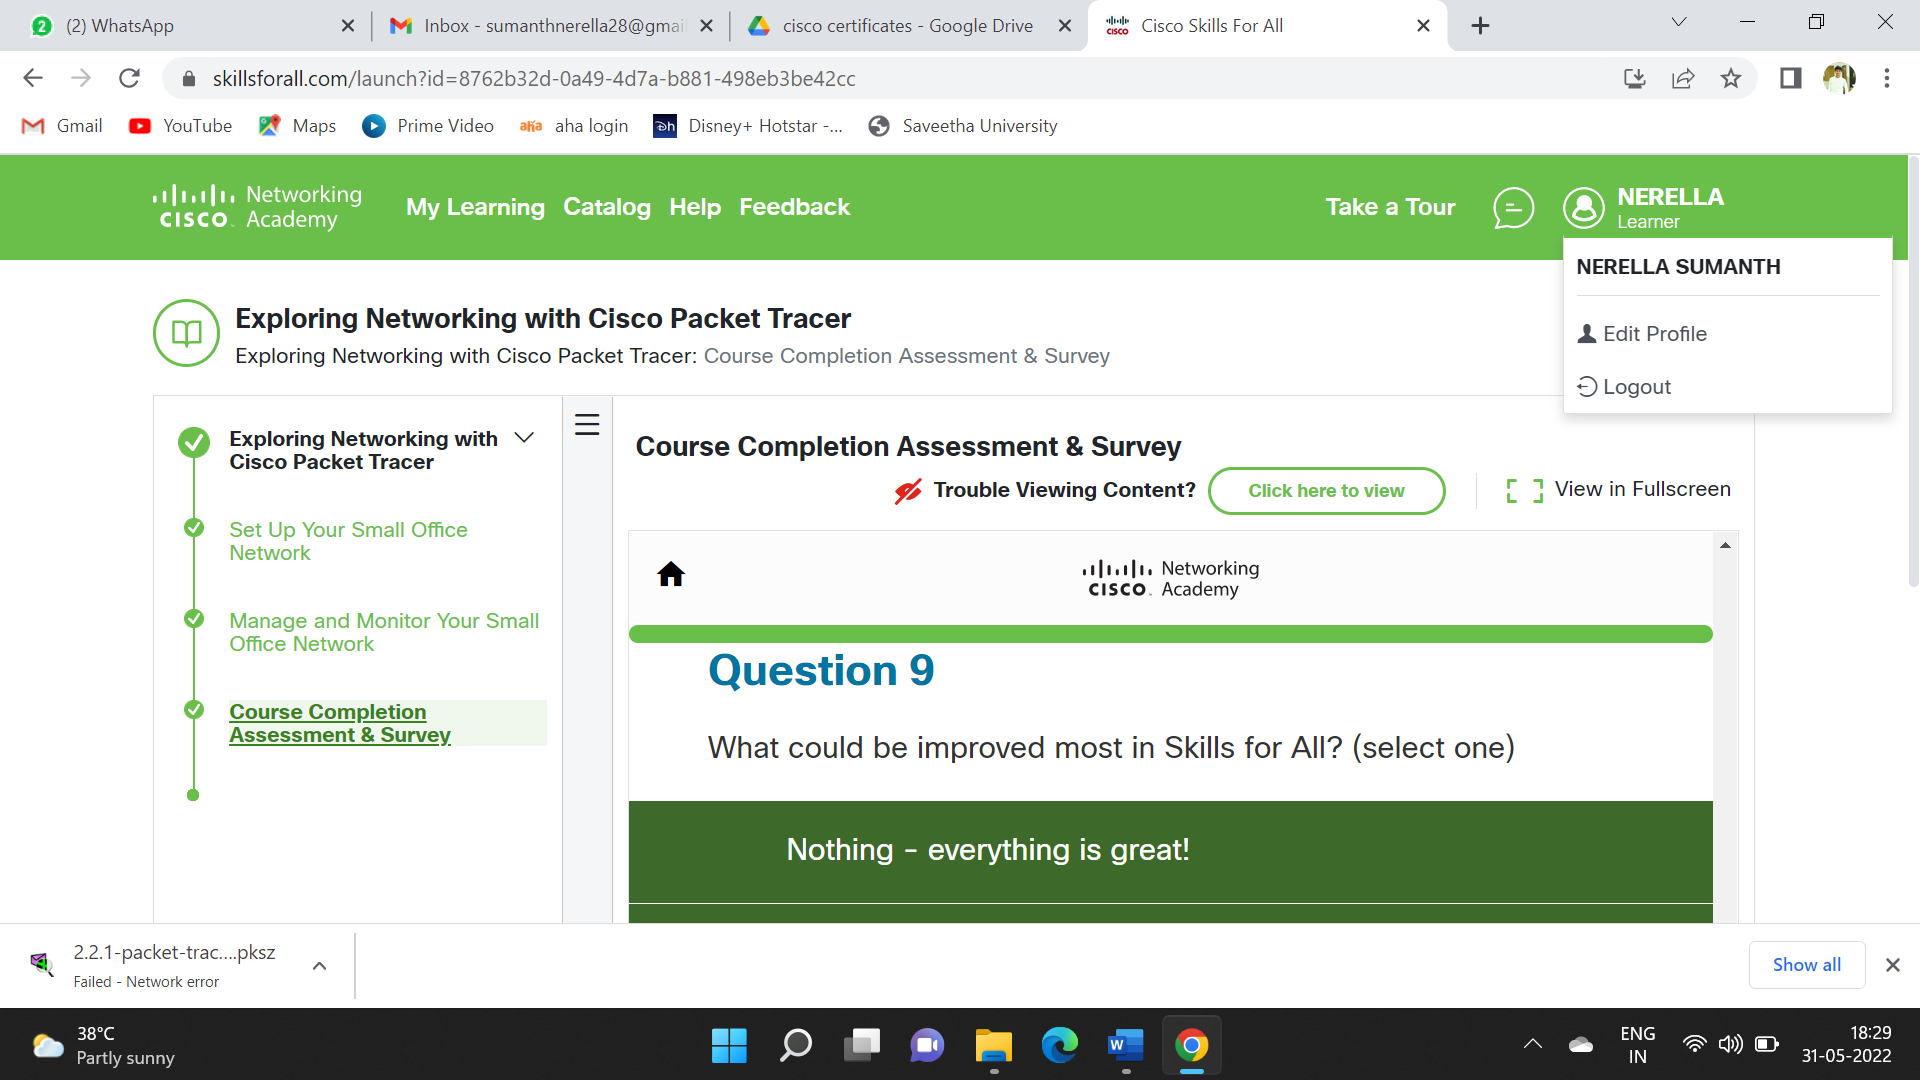 2 (2) WhatsApp
Inbox - sumanthnerella28@gmai
cisco certificates - Google Drive
Cisco Skills For All
skillsforall.com/launch?id=8762b32d-0a49-4d7a-b881-498eb3be42cc
Gmail YouTube Maps Prime Video aha aha login Disney+ Hotstar -... Saveetha University
CISCO Networking Academy
My Learning Catalog Help Feedback
Take a Tour
NERELLA
Learner
NERELLA SUMANTH
Edit Profile
Logout
Exploring Networking with Cisco Packet Tracer
Exploring Networking with Cisco Packet Tracer: Course Completion Assessment & Survey
Exploring Networking with
Cisco Packet Tracer
Set Up Your Small Office
Network
Manage and Monitor Your Small
Office Network
Course Completion
Assessment & Survey
Course Completion Assessment & Survey
Trouble Viewing Content? Click here to view View in Fullscreen
CISCO Networking Academy
Question 9
What could be improved most in Skills for All? (select one)
Nothing - everything is great!
2.2.1-packet-trac....pksz
Failed - Network error
Show all
38°C
Partly sunny
ENG
IN
18:29
31-05-2022